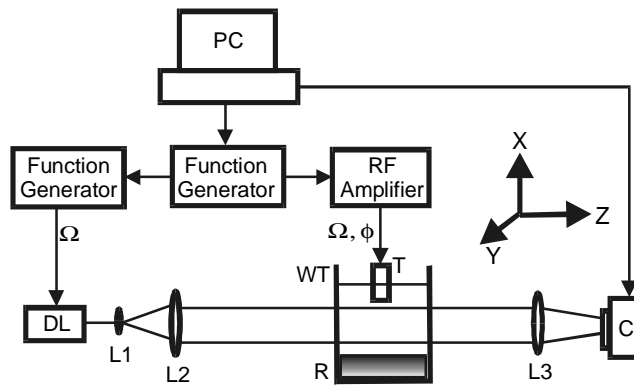 PC
Function
Generator
Function
Generator
RF
Amplifier
X
Z
Y
Ω
Ω, ϕ
WT
T
DL
L1
L2
R
L3
C